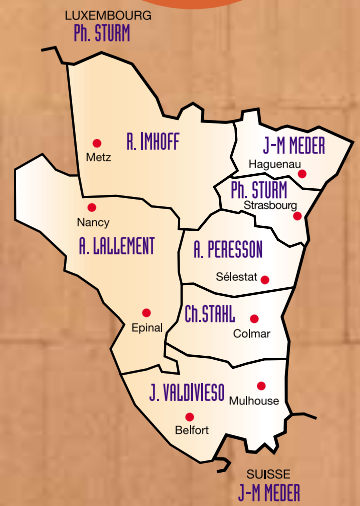 LUXEMBOURG
Ph. STURM
R. IMHOFF
Metz
J-M MEDER
Haguenau
Ph. STURM
Strasbourg
Nancy
A. LALLEMENT
A. PERESSON
Sélestat
Epinal
Ch.STAHL
Colmar
J. VALDIVIESO
Mulhouse
Belfort
SUISSE
J-M MEDER